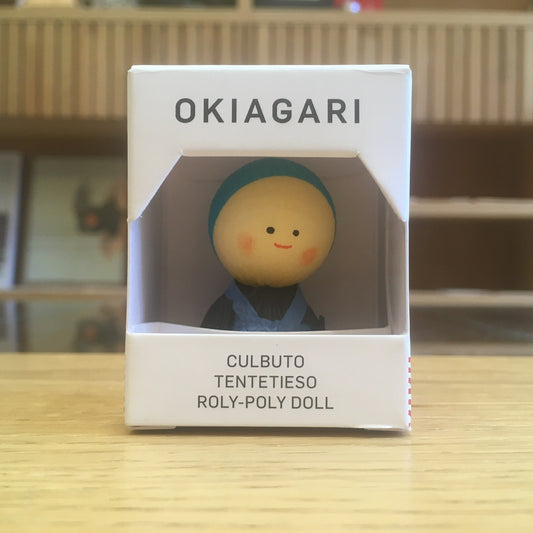 OKIAGARI
CULBUTO
TENTETIESO
ROLY-POLY DOLL